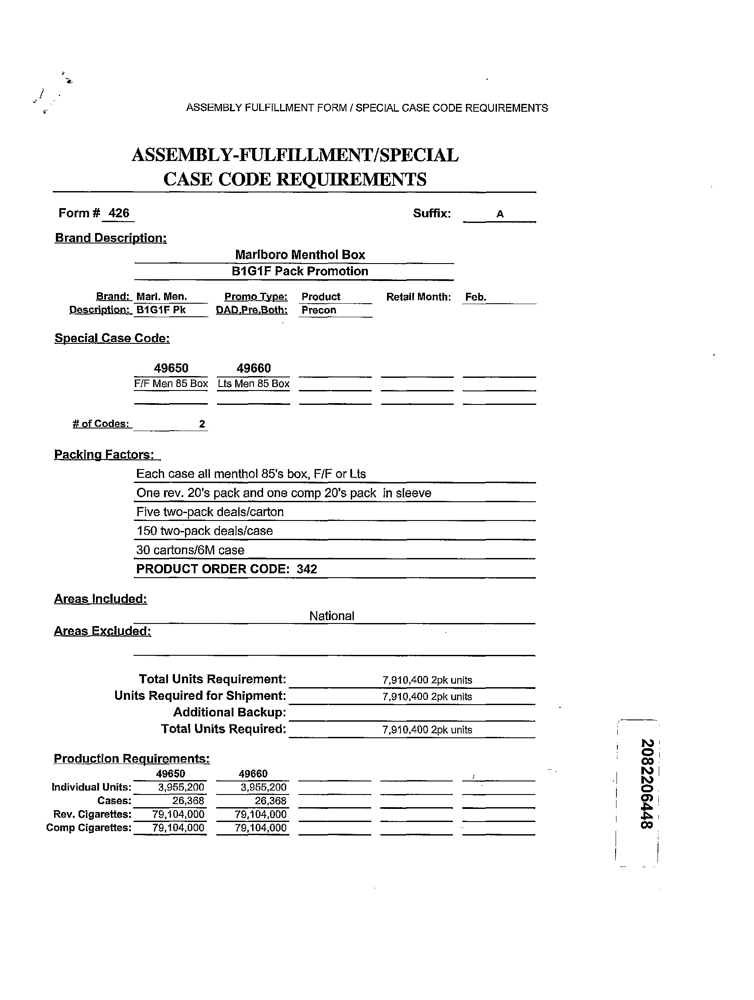 ASSEMBLY FULFILLMENT FORM / SPECIAL CASE CODE REQUIREMENTS
ASSEMBLY-FULFILLMENT/SPECIAL
CASE CODE REQUIREMENTS
Form # 426 Suffix: A
Brand Description:
Marlboro Menthol Box
B1G1F Pack Promotion
Brand: Marl. Men. Promo Type: Product Retail Month: Feb.
Description: B1G1F Pk DAD,Pre,Both: Precon
Special Case Code:
49650 49660
F/F Men 85 Box Lts Men 85 Box
# of Codes: 2
Packing Factors:
Each case all menthol 85's box, F/F or Lts
One rev. 20's pack and one comp 20's pack in sleeve
Five two-pack deals/carton
150 two-pack deals/case
30 cartons/6M case
PRODUCT ORDER CODE: 342
Areas Included:
National
Areas Excluded:
Total Units Requirement: 7,910,400 2pk units
Units Required for Shipment: 7,910,400 2pk units
Additional Backup:
Total Units Required: 7,910,400 2pk units
Production Requirements:
49650 49660
Individual Units: 3,955,200 3,955,200
Cases: 26,368 26,368
Rev. Cigarettes: 79,104,000 79,104,000
Comp Cigarettes: 79,104,000 79,104,000
2082206448